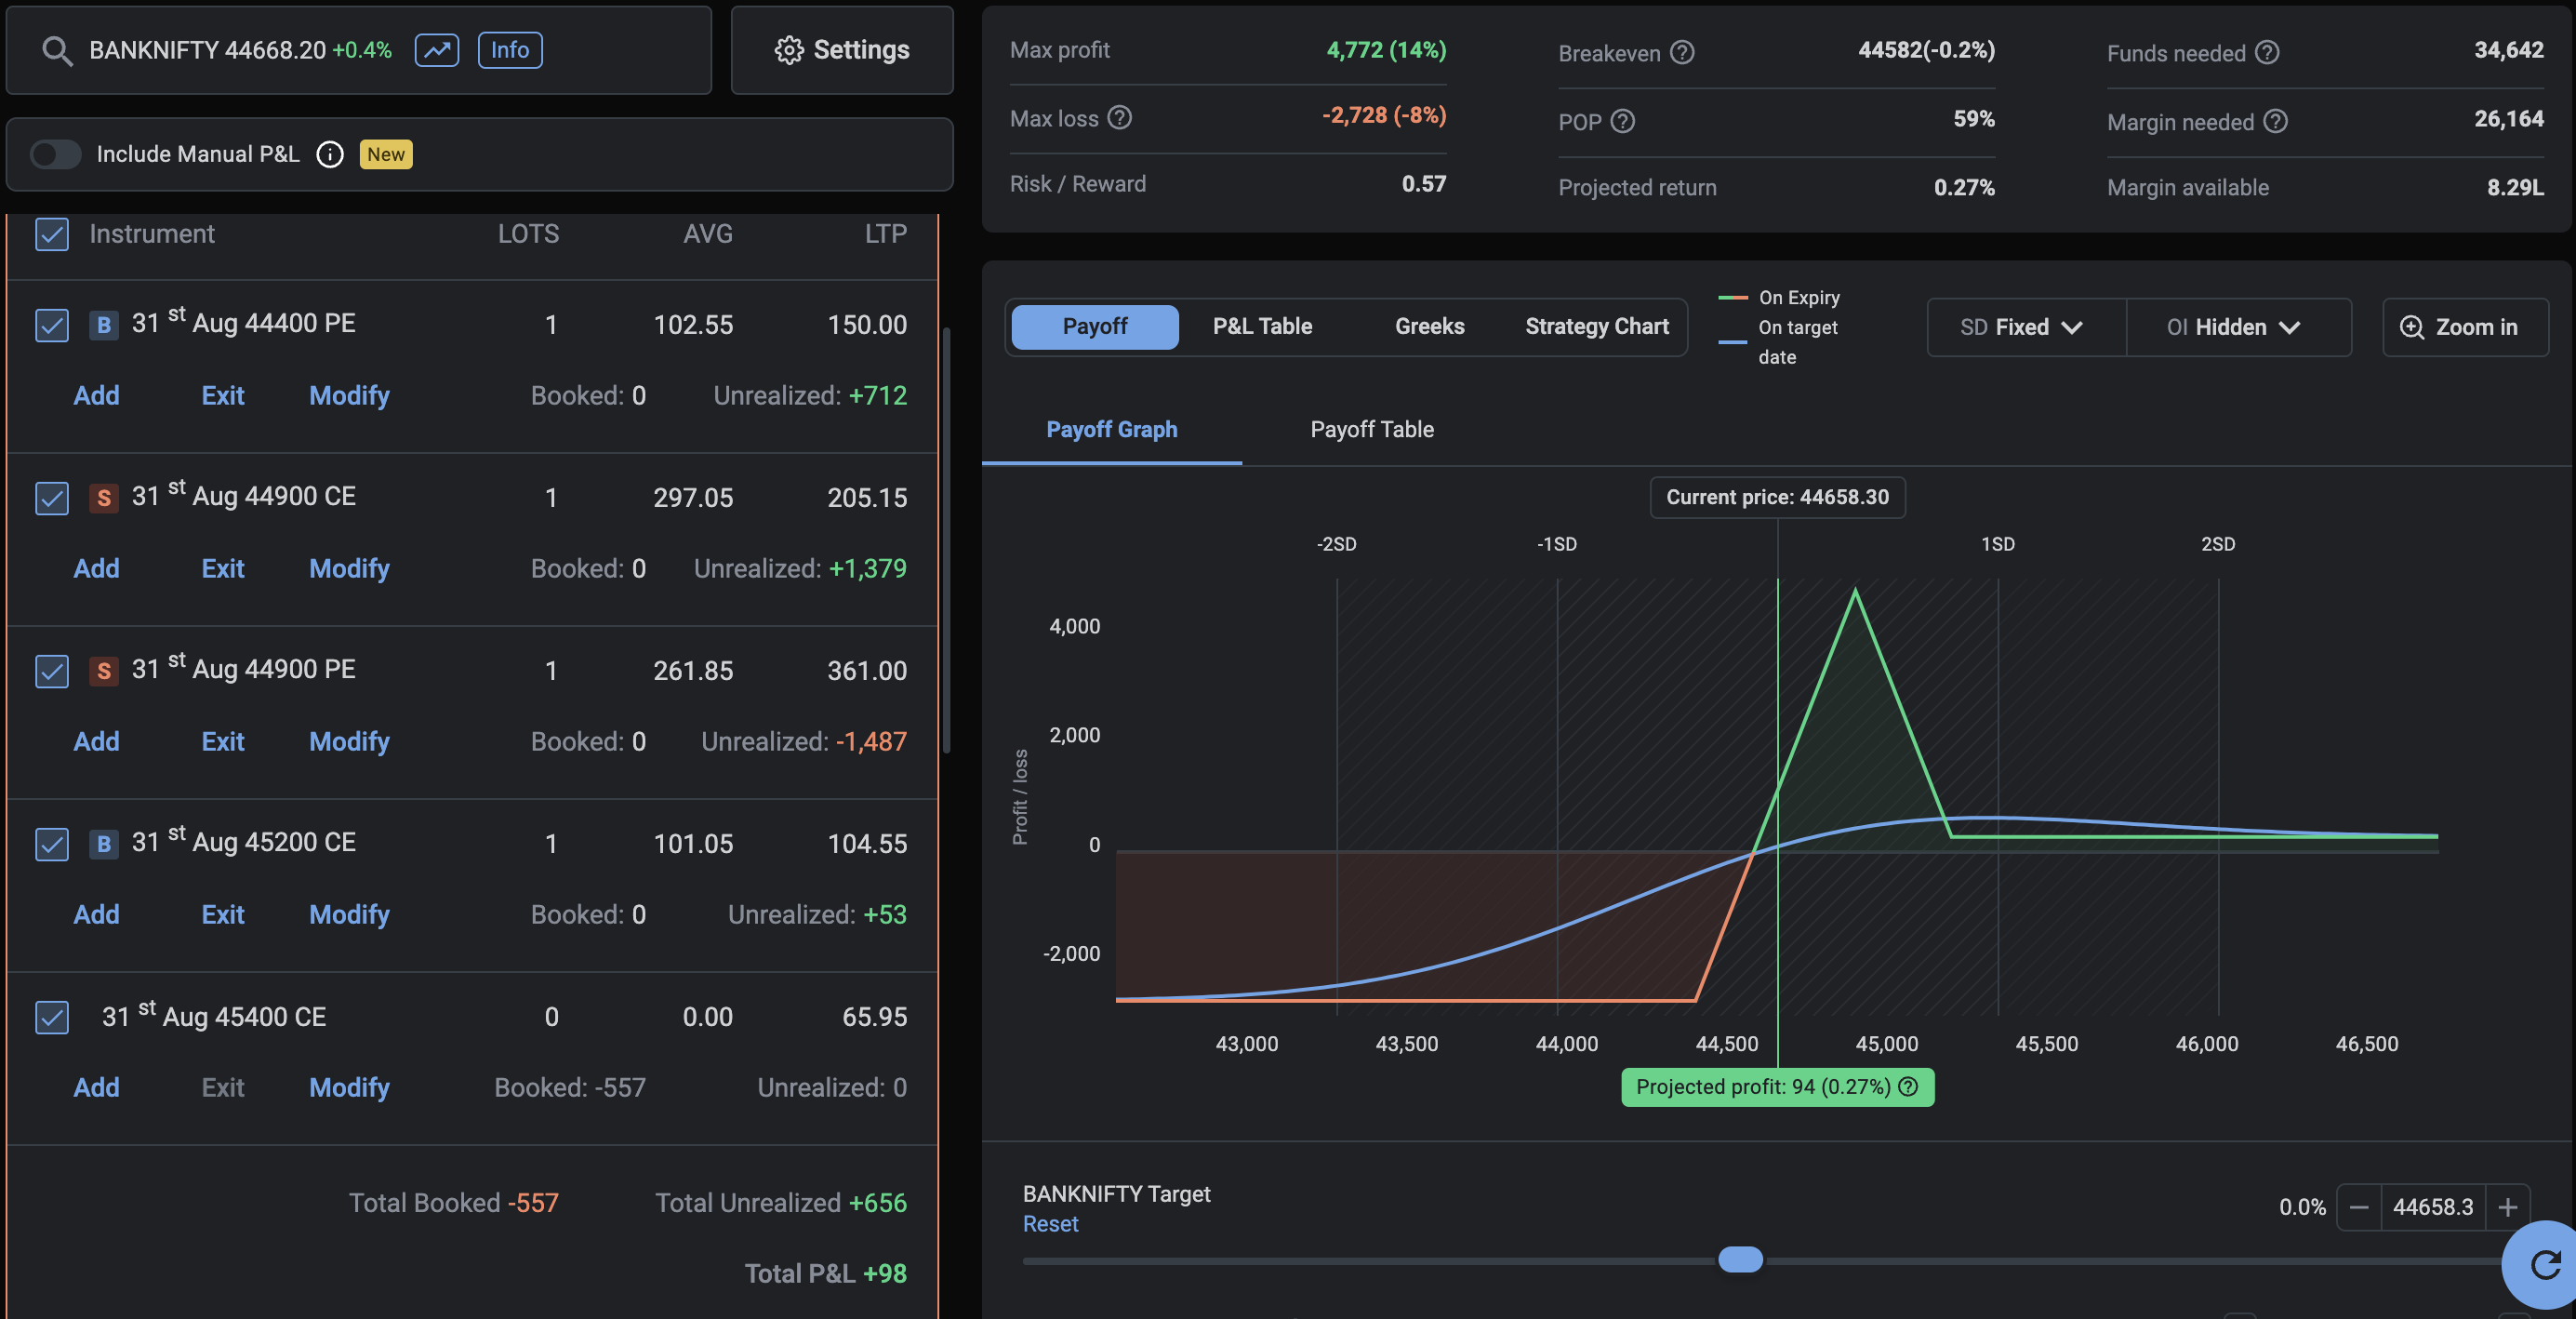 BANKNIFTY 44668.20 +0.4% Info
Settings
Include Manual P&L New
Instrument LOTS AVG LTP
B 31 st Aug 44400 PE 1 102.55 150.00
Add Exit Modify Booked: 0 Unrealized: +712
S 31 st Aug 44900 CE 1 297.05 205.15
Add Exit Modify Booked: 0 Unrealized: +1,379
S 31 st Aug 44900 PE 1 261.85 361.00
Add Exit Modify Booked: 0 Unrealized: -1,487
B 31 st Aug 45200 CE 1 101.05 104.55
Add Exit Modify Booked: 0 Unrealized: +53
31 st Aug 45400 CE 0 0.00 65.95
Add Exit Modify Booked: -557 Unrealized: 0
Total Booked -557 Total Unrealized +656
Total P&L +98
Max profit 4,772 (14%) Breakeven 44582(-0.2%) Funds needed 34,642
Max loss -2,728 (-8%) POP 59% Margin needed 26,164
Risk / Reward 0.57 Projected return 0.27% Margin available 8.29L
Payoff P&L Table Greeks Strategy Chart
On Expiry
On target
date
SD Fixed OI Hidden Zoom in
Payoff Graph Payoff Table
Current price: 44658.30
-2SD -1SD 1SD 2SD
4,000
2,000
0
-2,000
Profit / loss
43,000 43,500 44,000 44,500 45,000 45,500 46,000 46,500
Projected profit: 94 (0.27%)
BANKNIFTY Target
Reset
0.0% − 44658.3 +